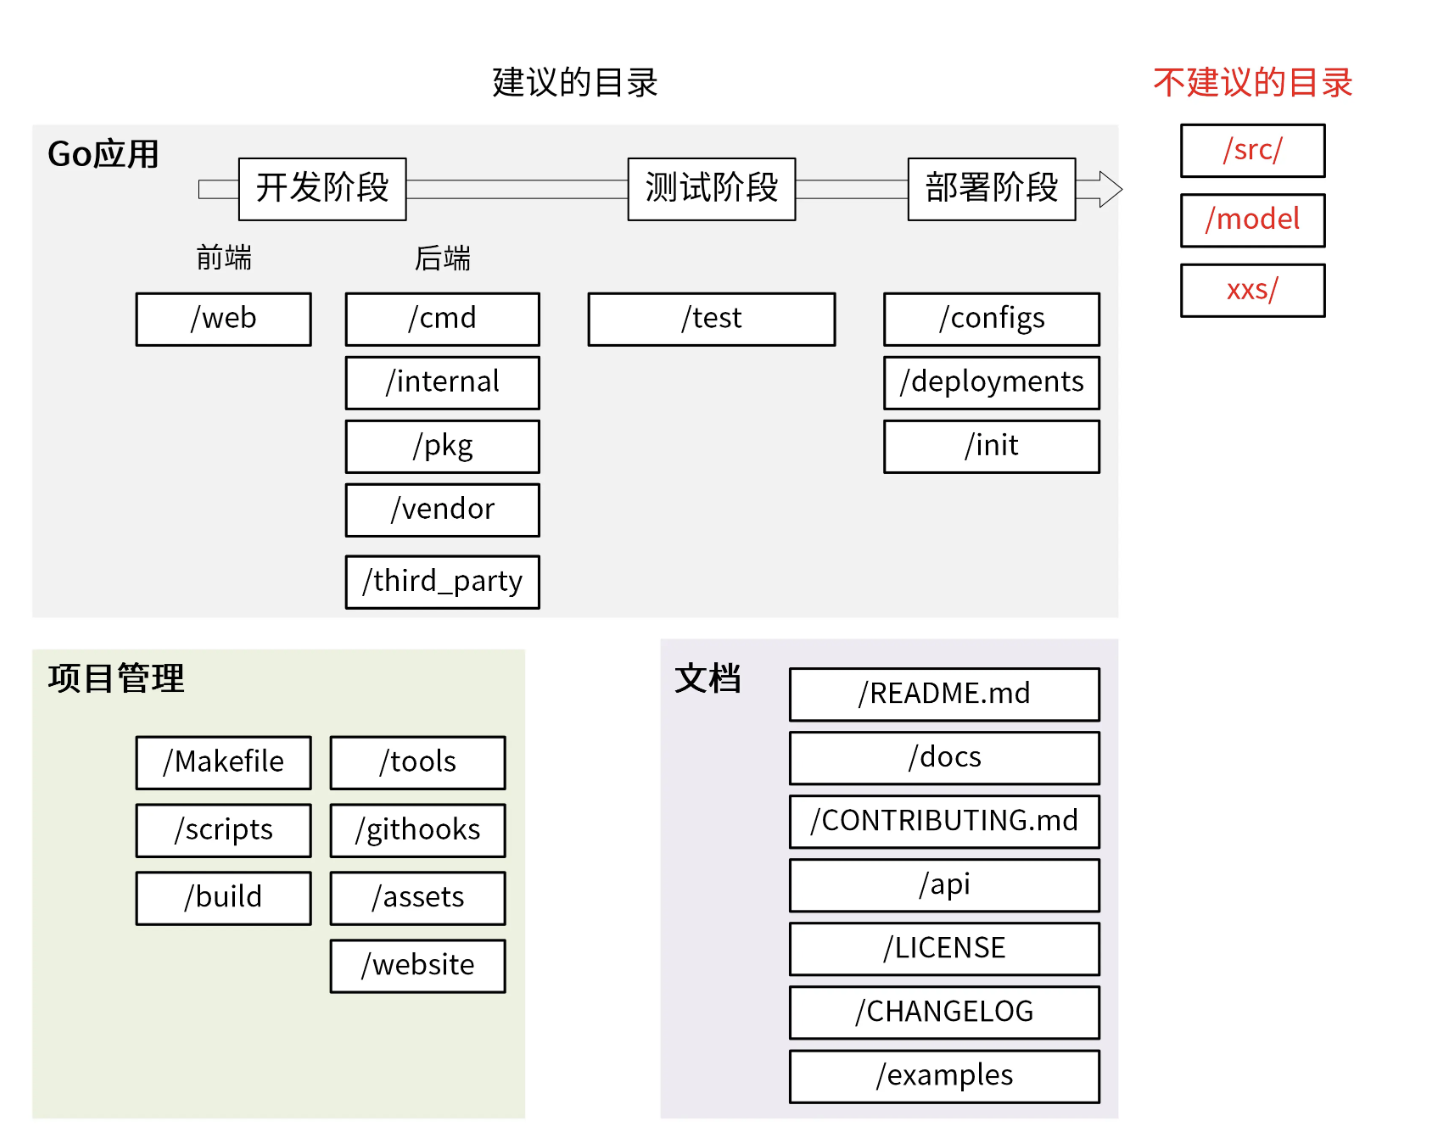 建议的目录
不建议的目录
Go应用
开发阶段
测试阶段
部署阶段
前端
后端
/web
/cmd
/internal
/pkg
/vendor
/third_party
/test
/configs
/deployments
/init
/src/
/model
xxs/
项目管理
/Makefile
/tools
/scripts
/githooks
/build
/assets
/website
文档
/README.md
/docs
/CONTRIBUTING.md
/api
/LICENSE
/CHANGELOG
/examples